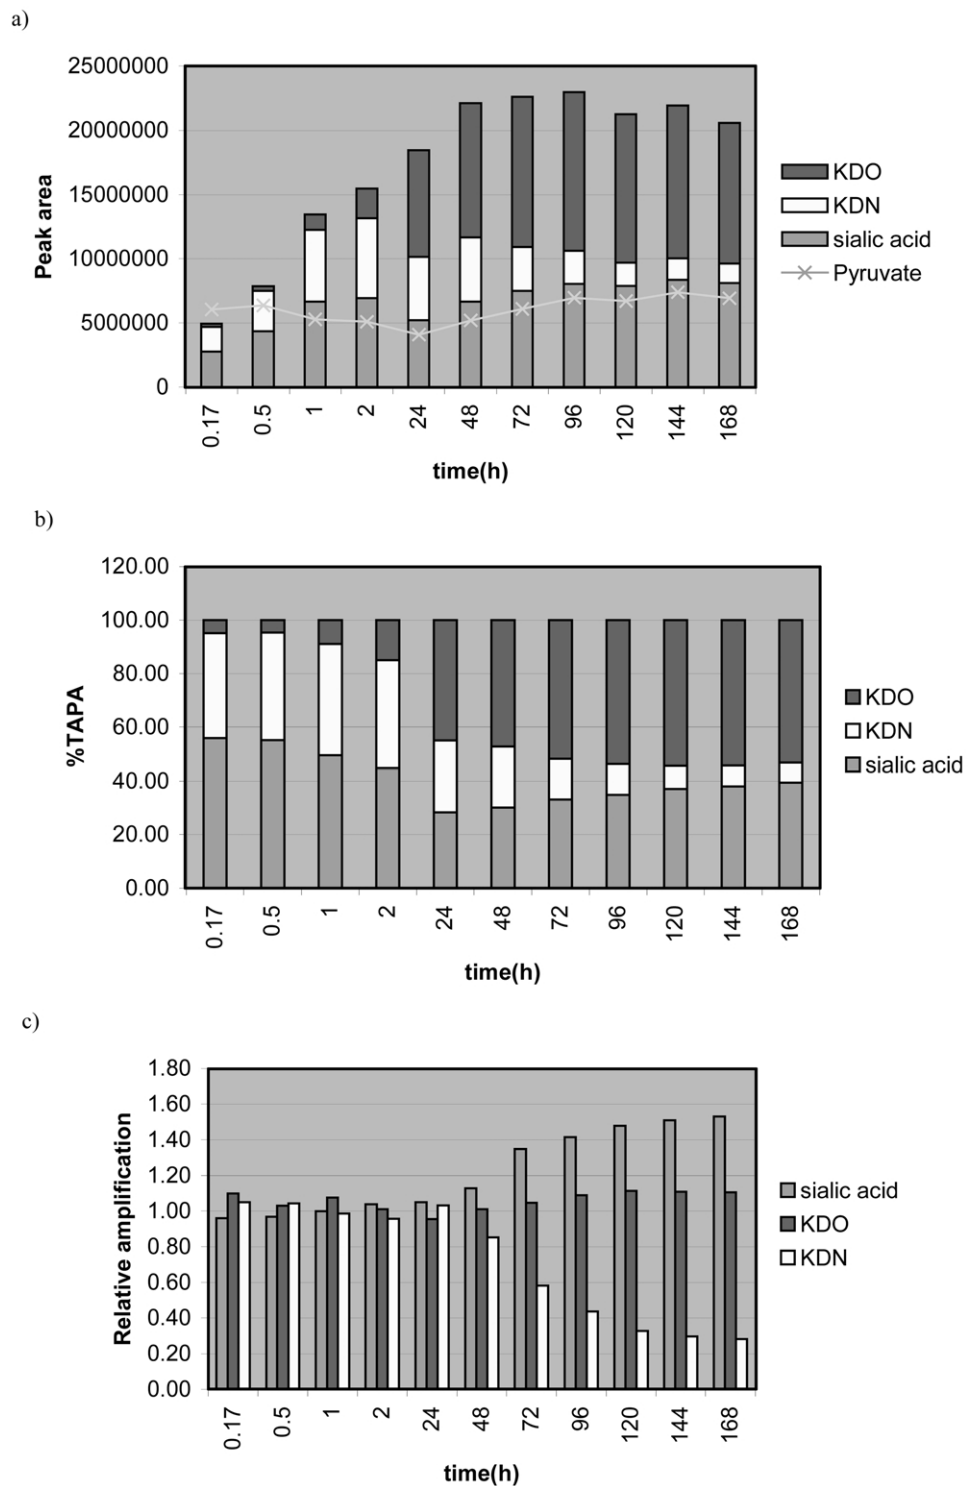 a)
25000000
20000000
15000000
10000000
5000000
0
Peak area
0.17 0.5 1 2 24 48 72 96 120 144 168
time(h)
KDO
KDN
sialic acid
Pyruvate
b)
120.00
100.00
80.00
60.00
40.00
20.00
0.00
%TAPA
0.17 0.5 1 2 24 48 72 96 120 144 168
time(h)
KDO
KDN
sialic acid
c)
1.80
1.60
1.40
1.20
1.00
0.80
0.60
0.40
0.20
0.00
Relative amplification
0.17 0.5 1 2 24 48 72 96 120 144 168
time(h)
sialic acid
KDO
KDN